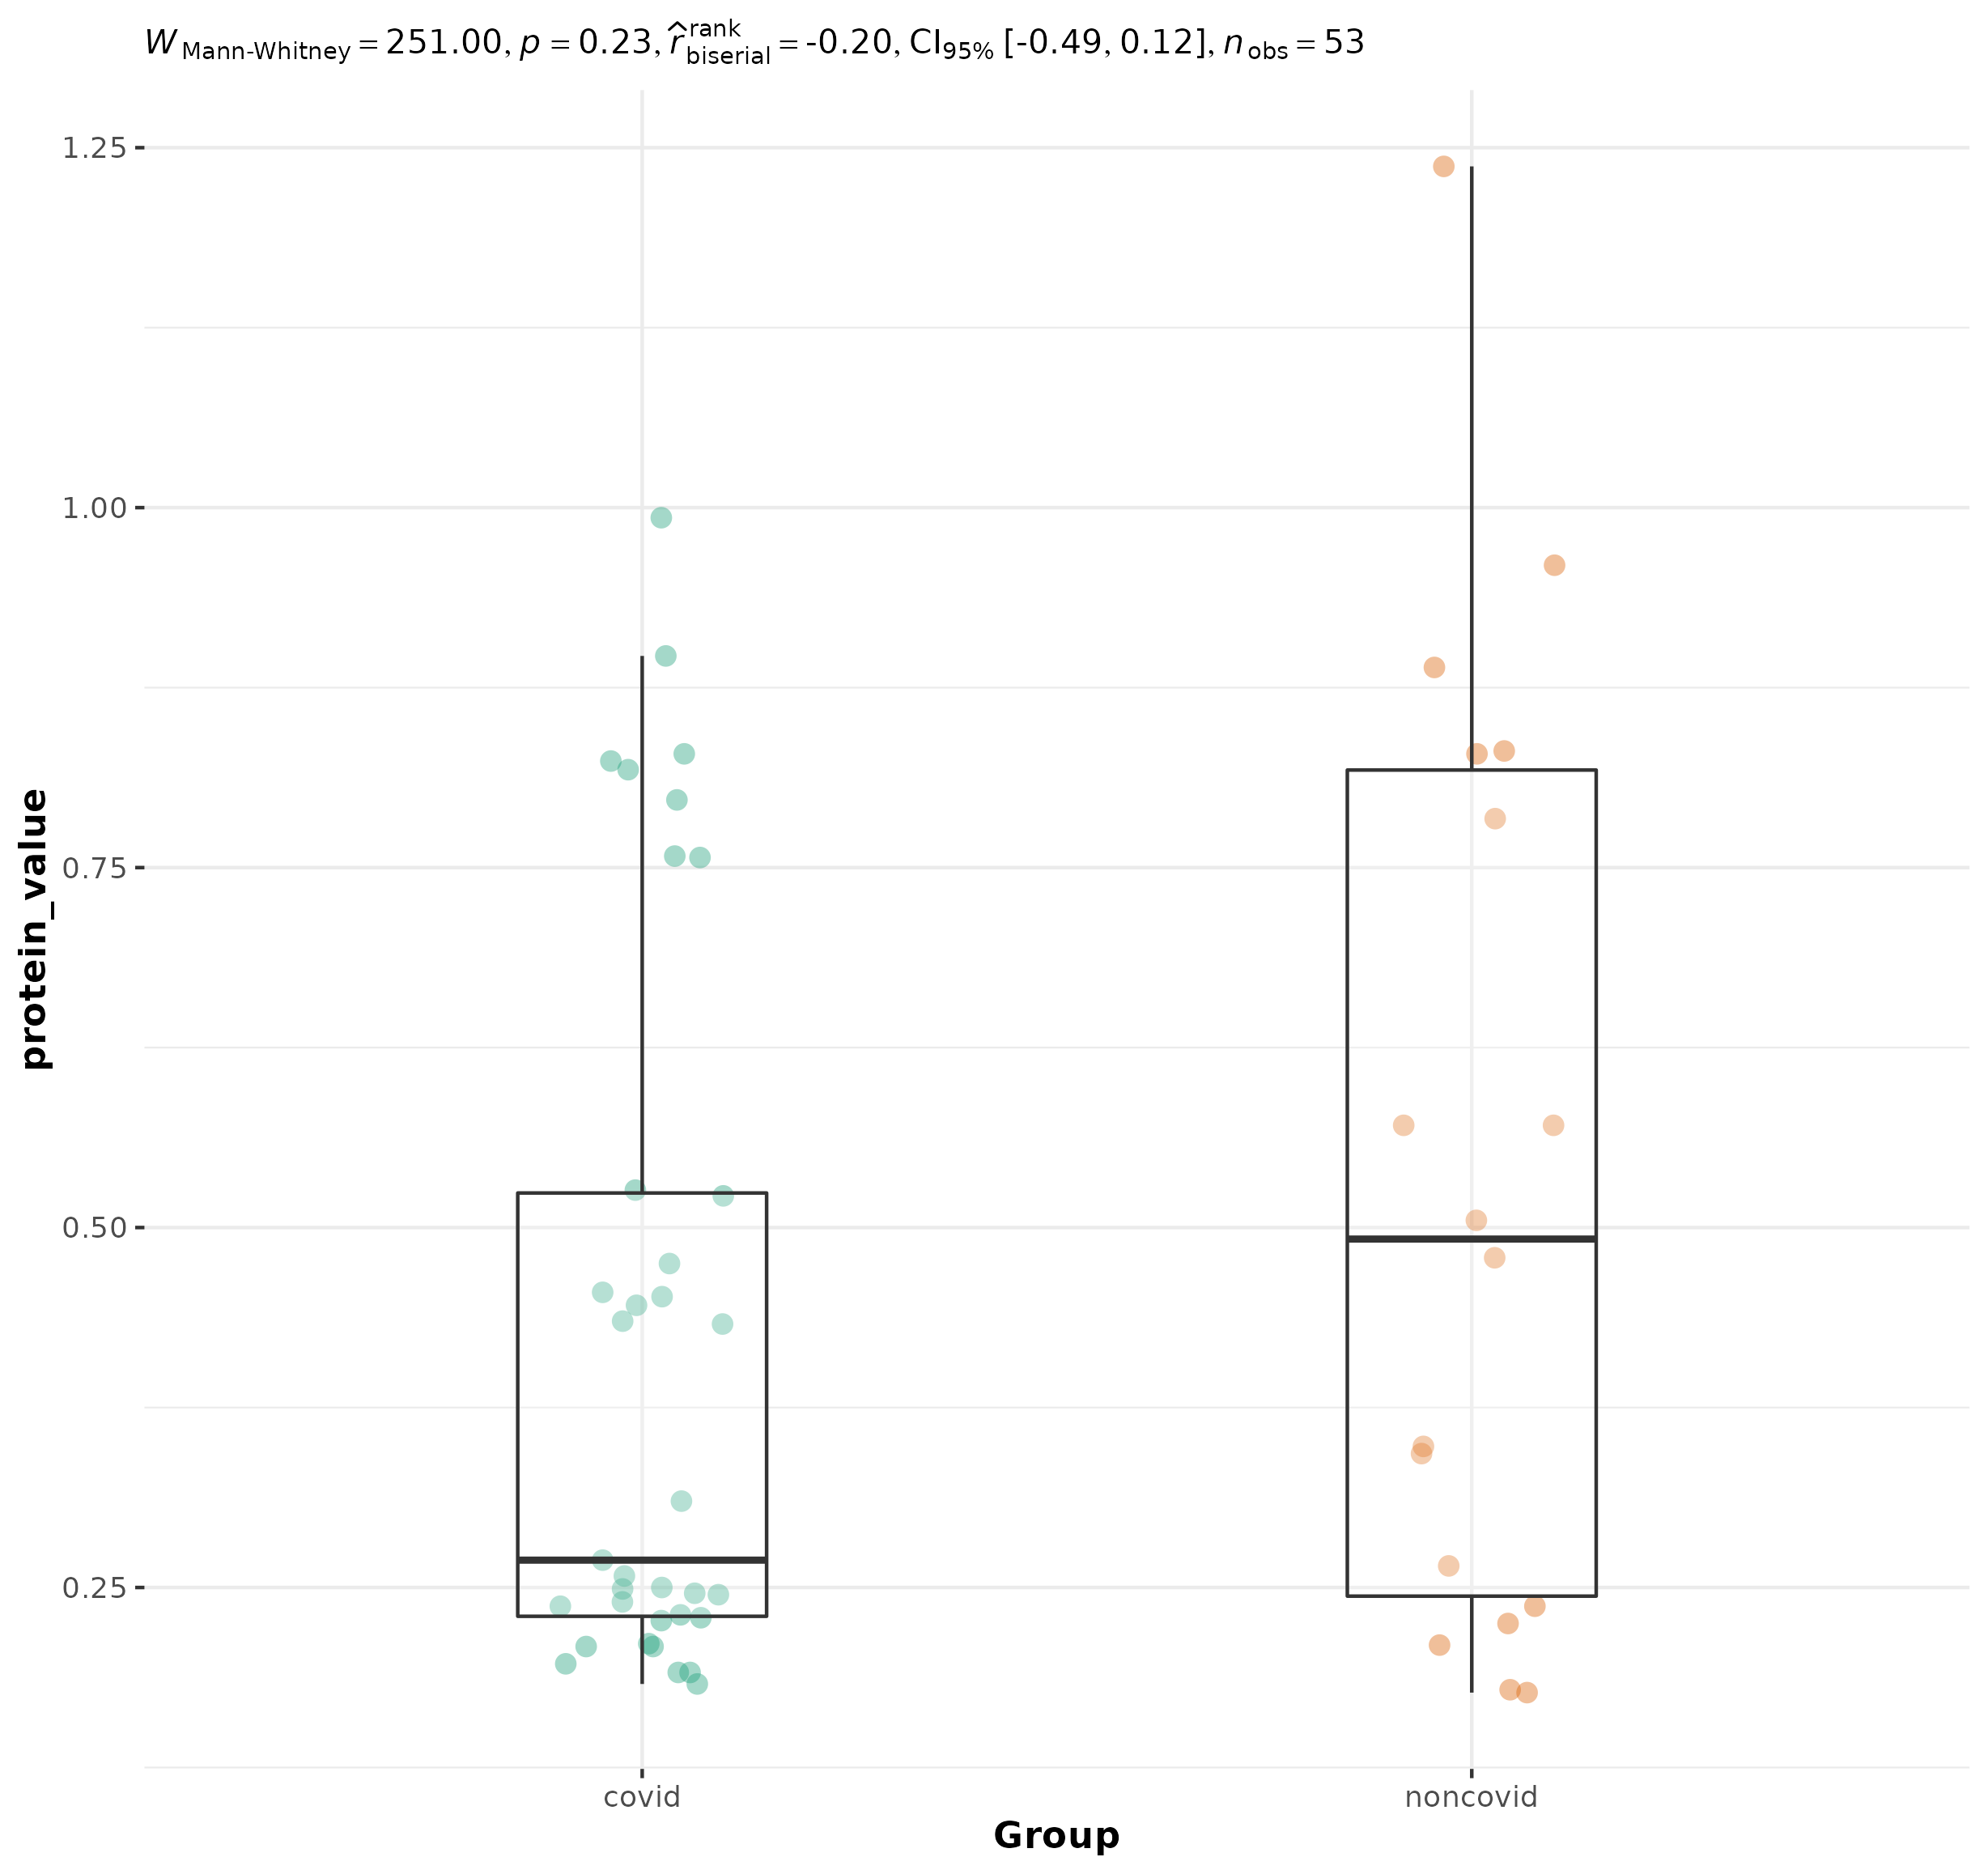 W Mann-Whitney = 251.00, p = 0.23, r̂ rank biserial = -0.20, CI95% [-0.49, 0.12], n obs = 53
1.25
1.00
0.75
0.50
0.25
protein_value
covid
noncovid
Group